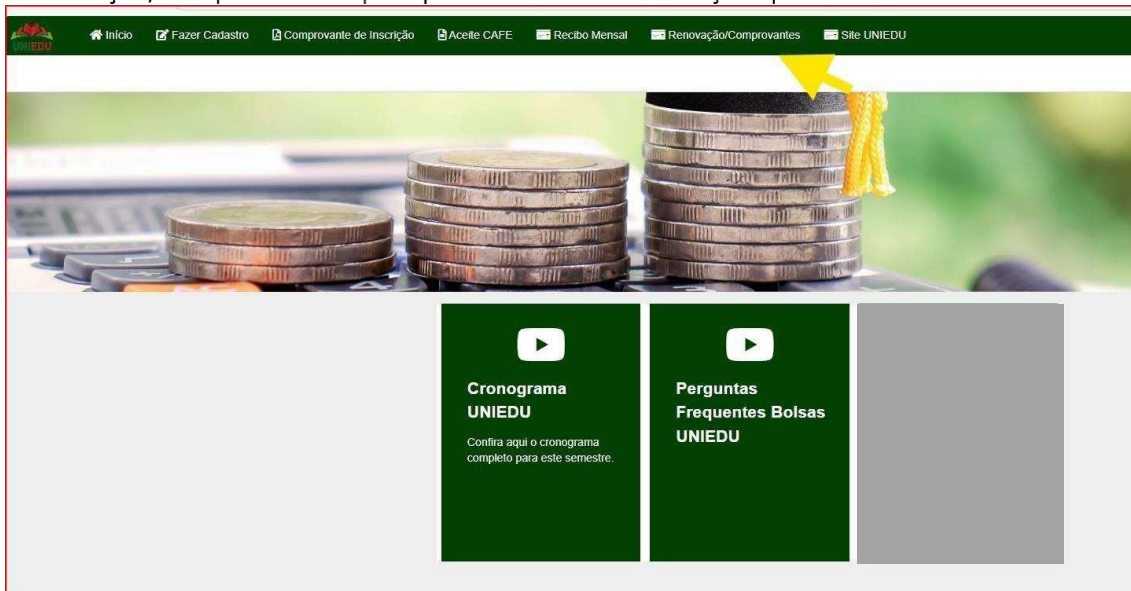 UNIEDU
Início
Fazer Cadastro
Comprovante de Inscrição
Aceite CAFE
Recibo Mensal
Renovação/Comprovantes
Site UNIEDU
Cronograma
UNIEDU
Confira aqui o cronograma
completo para este semestre.
Perguntas
Frequentes Bolsas
UNIEDU